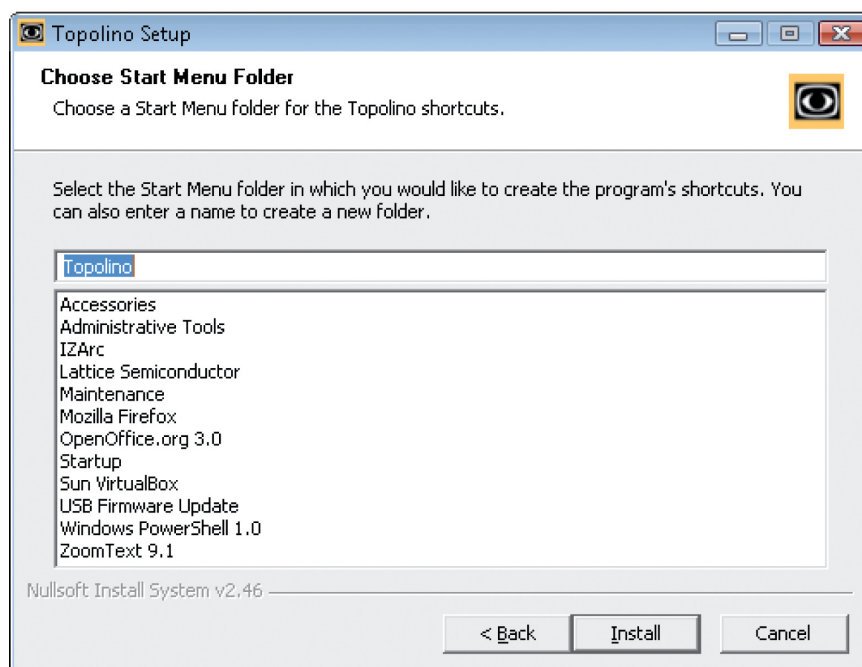 Topolino Setup
Choose Start Menu Folder
Choose a Start Menu folder for the Topolino shortcuts.
Select the Start Menu folder in which you would like to create the program's shortcuts. You
can also enter a name to create a new folder.
Topolino
Accessories
Administrative Tools
IZArc
Lattice Semiconductor
Maintenance
Mozilla Firefox
OpenOffice.org 3.0
Startup
Sun VirtualBox
USB Firmware Update
Windows PowerShell 1.0
ZoomText 9.1
Nullsoft Install System v2.46
< Back Install Cancel